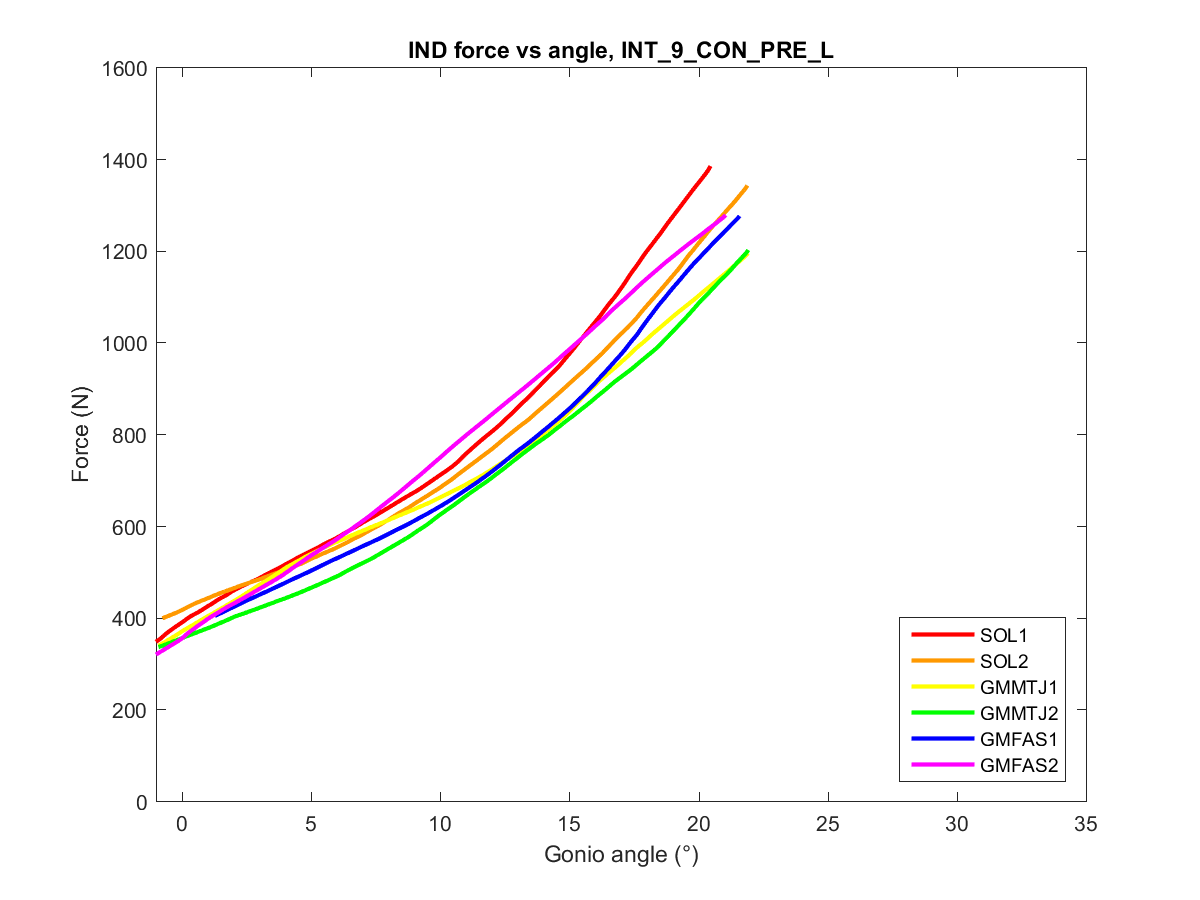 IND force vs angle, INT_9_CON_PRE_L
1600
1400
1200
1000
800
600
400
200
0
Force (N)
0 5 10 15 20 25 30 35
Gonio angle (°)
SOL1
SOL2
GMMTJ1
GMMTJ2
GMFAS1
GMFAS2